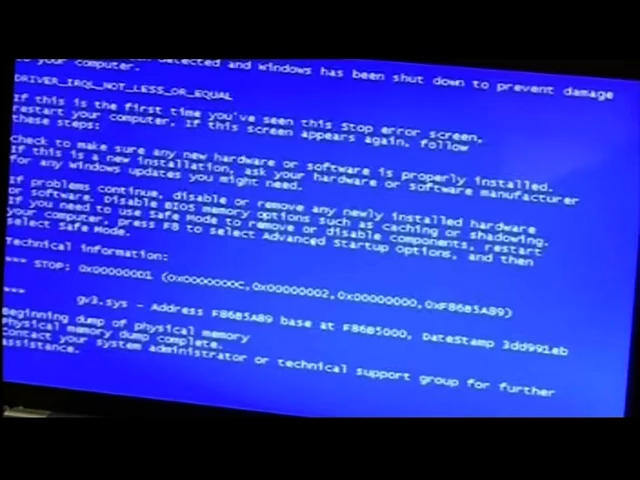 detected and windows has been shut down to prevent damage
to your computer.
DRIVER_IRQL_NOT_LESS_OR_EQUAL
If this is the first time you've seen this Stop error screen,
restart your computer. If this screen appears again, follow
these steps:
Check to make sure any new hardware or software is properly installed.
If this is a new installation, ask your hardware or software manufacturer
for any windows updates you might need.
If problems continue, disable or remove any newly installed hardware
or software. Disable BIOS memory options such as caching or shadowing.
If you need to use Safe Mode to remove or disable components, restart
your computer, press F8 to select Advanced Startup Options, and then
select Safe Mode.
Technical information:
*** STOP: 0x000000D1 (0x0000000C,0x00000002,0x00000000,0xF86B5A89)
*** gv3.sys - Address F86B5A89 base at F86B5000, DateStamp 3dd991eb
Beginning dump of physical memory
Physical memory dump complete.
Contact your system administrator or technical support group for further
assistance.